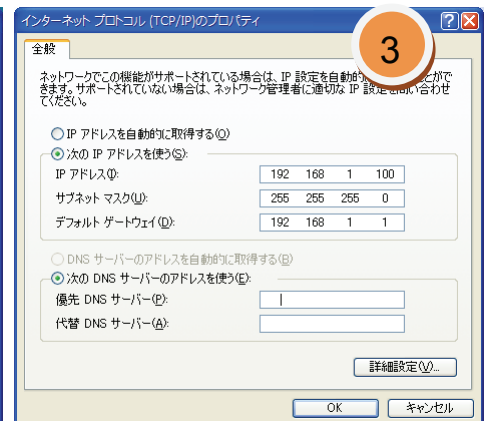 インターネット プロトコル (TCP/IP)のプロパティ
3
全般
ネットワークでこの機能がサポートされている場合は、IP 設定を自動的
とがで
きます。サポートされていない場合は、ネットワーク管理者に適切な IP 設定を問い合わせ
てください。
IP アドレスを自動的に取得する(O)
次の IP アドレスを使う(S):
IP アドレス(I): 192 168 1 100
サブネット マスク(U): 255 255 255 0
デフォルト ゲートウェイ(D): 192 168 1 1
DNS サーバーのアドレスを自動的に取得する(B)
次の DNS サーバーのアドレスを使う(E):
優先 DNS サーバー(P):
代替 DNS サーバー(A):
詳細設定(V)...
OK キャンセル